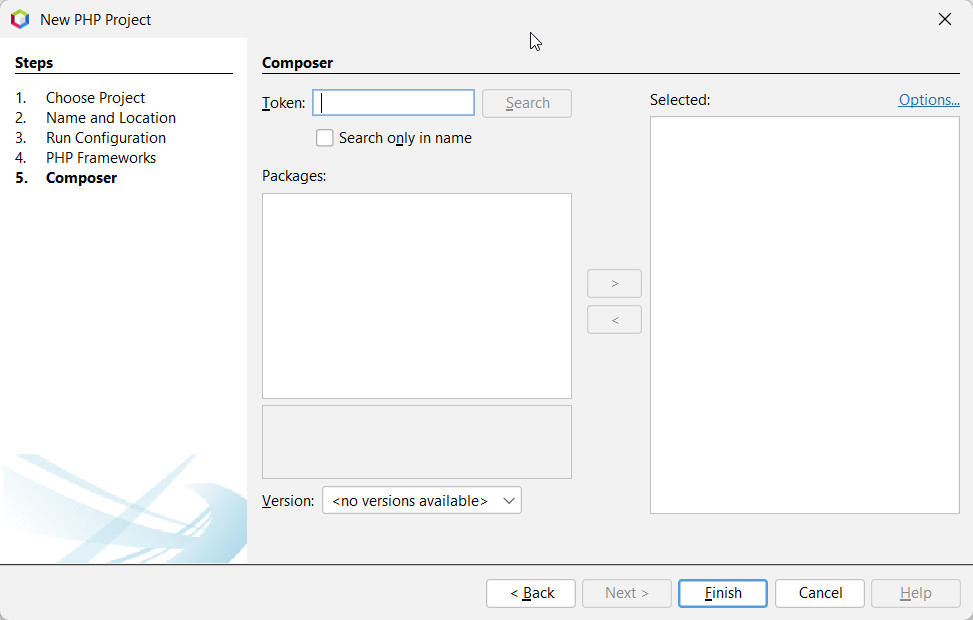 New PHP Project
Steps
1. Choose Project
2. Name and Location
3. Run Configuration
4. PHP Frameworks
5. Composer
Composer
Token:
Search
Search only in name
Packages:
Version:
<no versions available>
>
<
Selected:
Options...
< Back
Next >
Finish
Cancel
Help